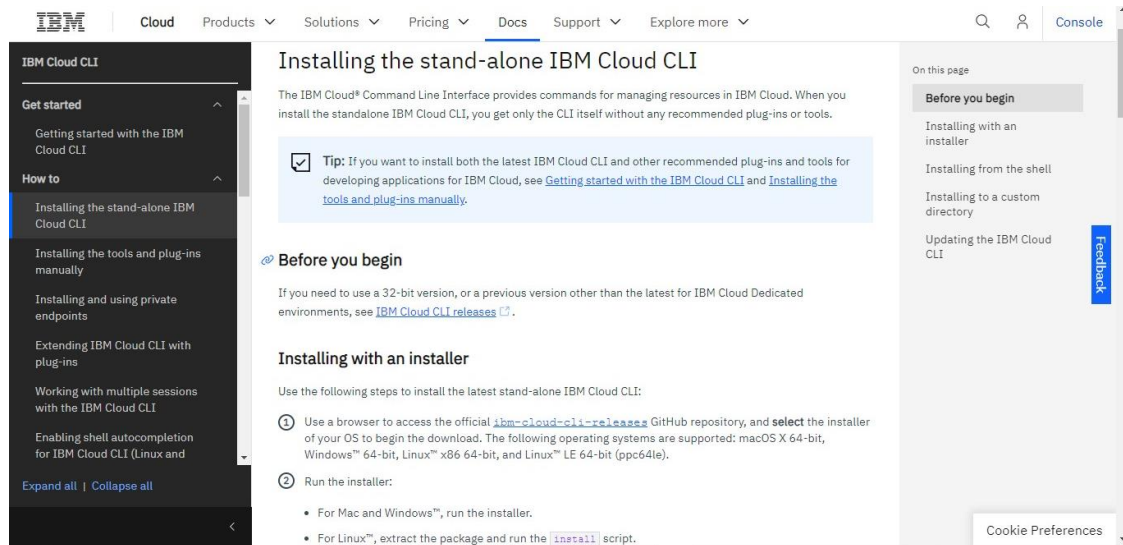 IBM Cloud Products Solutions Pricing Docs Support Explore more Console
IBM Cloud CLI
Get started
Getting started with the IBM
Cloud CLI
How to
Installing the stand-alone IBM
Cloud CLI
Installing the tools and plug-ins
manually
Installing and using private
endpoints
Extending IBM Cloud CLI with
plug-ins
Working with multiple sessions
with the IBM Cloud CLI
Enabling shell autocompletion
for IBM Cloud CLI (Linux and
Expand all | Collapse all
Installing the stand-alone IBM Cloud CLI
The IBM Cloud® Command Line Interface provides commands for managing resources in IBM Cloud. When you
install the standalone IBM Cloud CLI, you get only the CLI itself without any recommended plug-ins or tools.
Tip: If you want to install both the latest IBM Cloud CLI and other recommended plug-ins and tools for
developing applications for IBM Cloud, see Getting started with the IBM Cloud CLI and Installing the
tools and plug-ins manually.
Before you begin
If you need to use a 32-bit version, or a previous version other than the latest for IBM Cloud Dedicated
environments, see IBM Cloud CLI releases .
Installing with an installer
Use the following steps to install the latest stand-alone IBM Cloud CLI:
1 Use a browser to access the official ibm-cloud-cli-releases GitHub repository, and select the installer
of your OS to begin the download. The following operating systems are supported: macOS X 64-bit,
Windows™ 64-bit, Linux™ x86 64-bit, and Linux™ LE 64-bit (ppc64le).
2 Run the installer:
• For Mac and Windows™, run the installer.
• For Linux™, extract the package and run the install script.
On this page
Before you begin
Installing with an
installer
Installing from the shell
Installing to a custom
directory
Updating the IBM Cloud
CLI
Feedback
Cookie Preferences